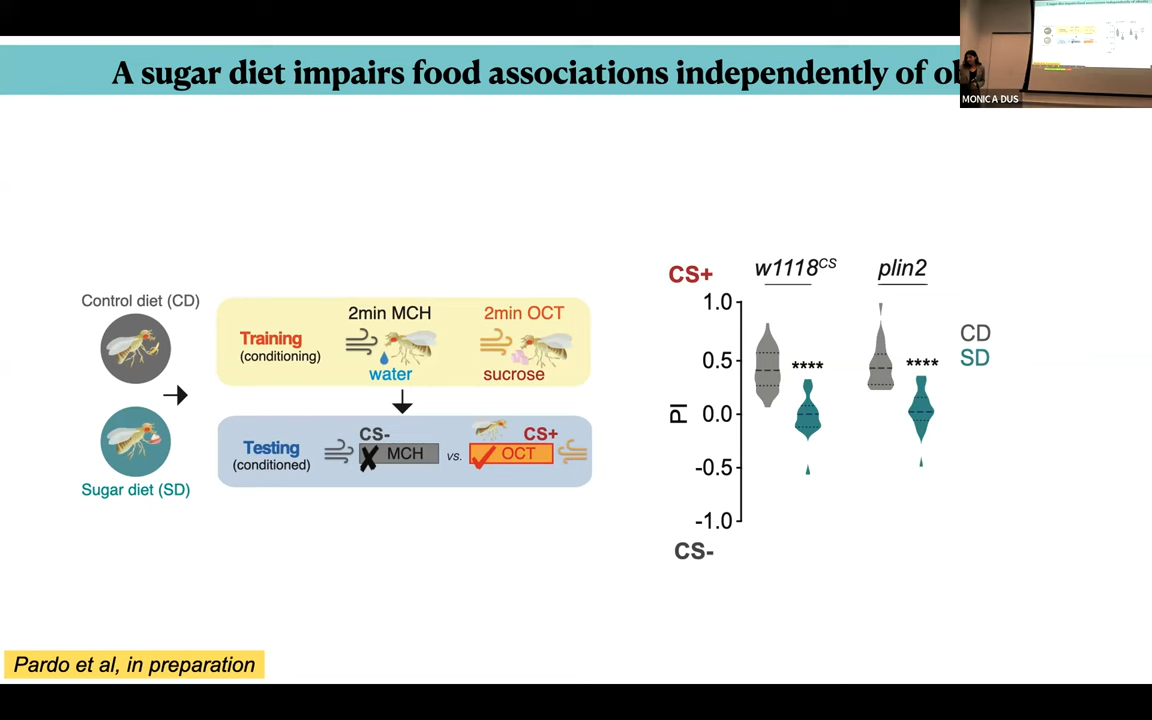 A sugar diet impairs food associations independently of
MONICA DUS
Control diet (CD)
Sugar diet (SD)
Training
(conditioning)
2min MCH
water
2min OCT
sucrose
Testing
(conditioned)
CS-
MCH
vs.
CS+
OCT
CS+
w1118CS
plin2
1.0
0.5
0.0
-0.5
-1.0
PI
CS-
****
****
CD
SD
Pardo et al, in preparation